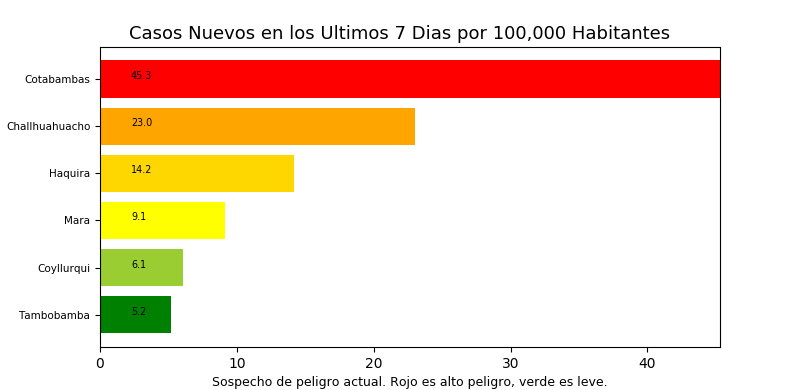 Casos Nuevos en los Ultimos 7 Dias por 100,000 Habitantes
Cotabambas 45.3
Challhuahuacho 23.0
Haquira 14.2
Mara 9.1
Coyllurqui 6.1
Tambobamba 5.2
0 10 20 30 40
Sospecho de peligro actual. Rojo es alto peligro, verde es leve.